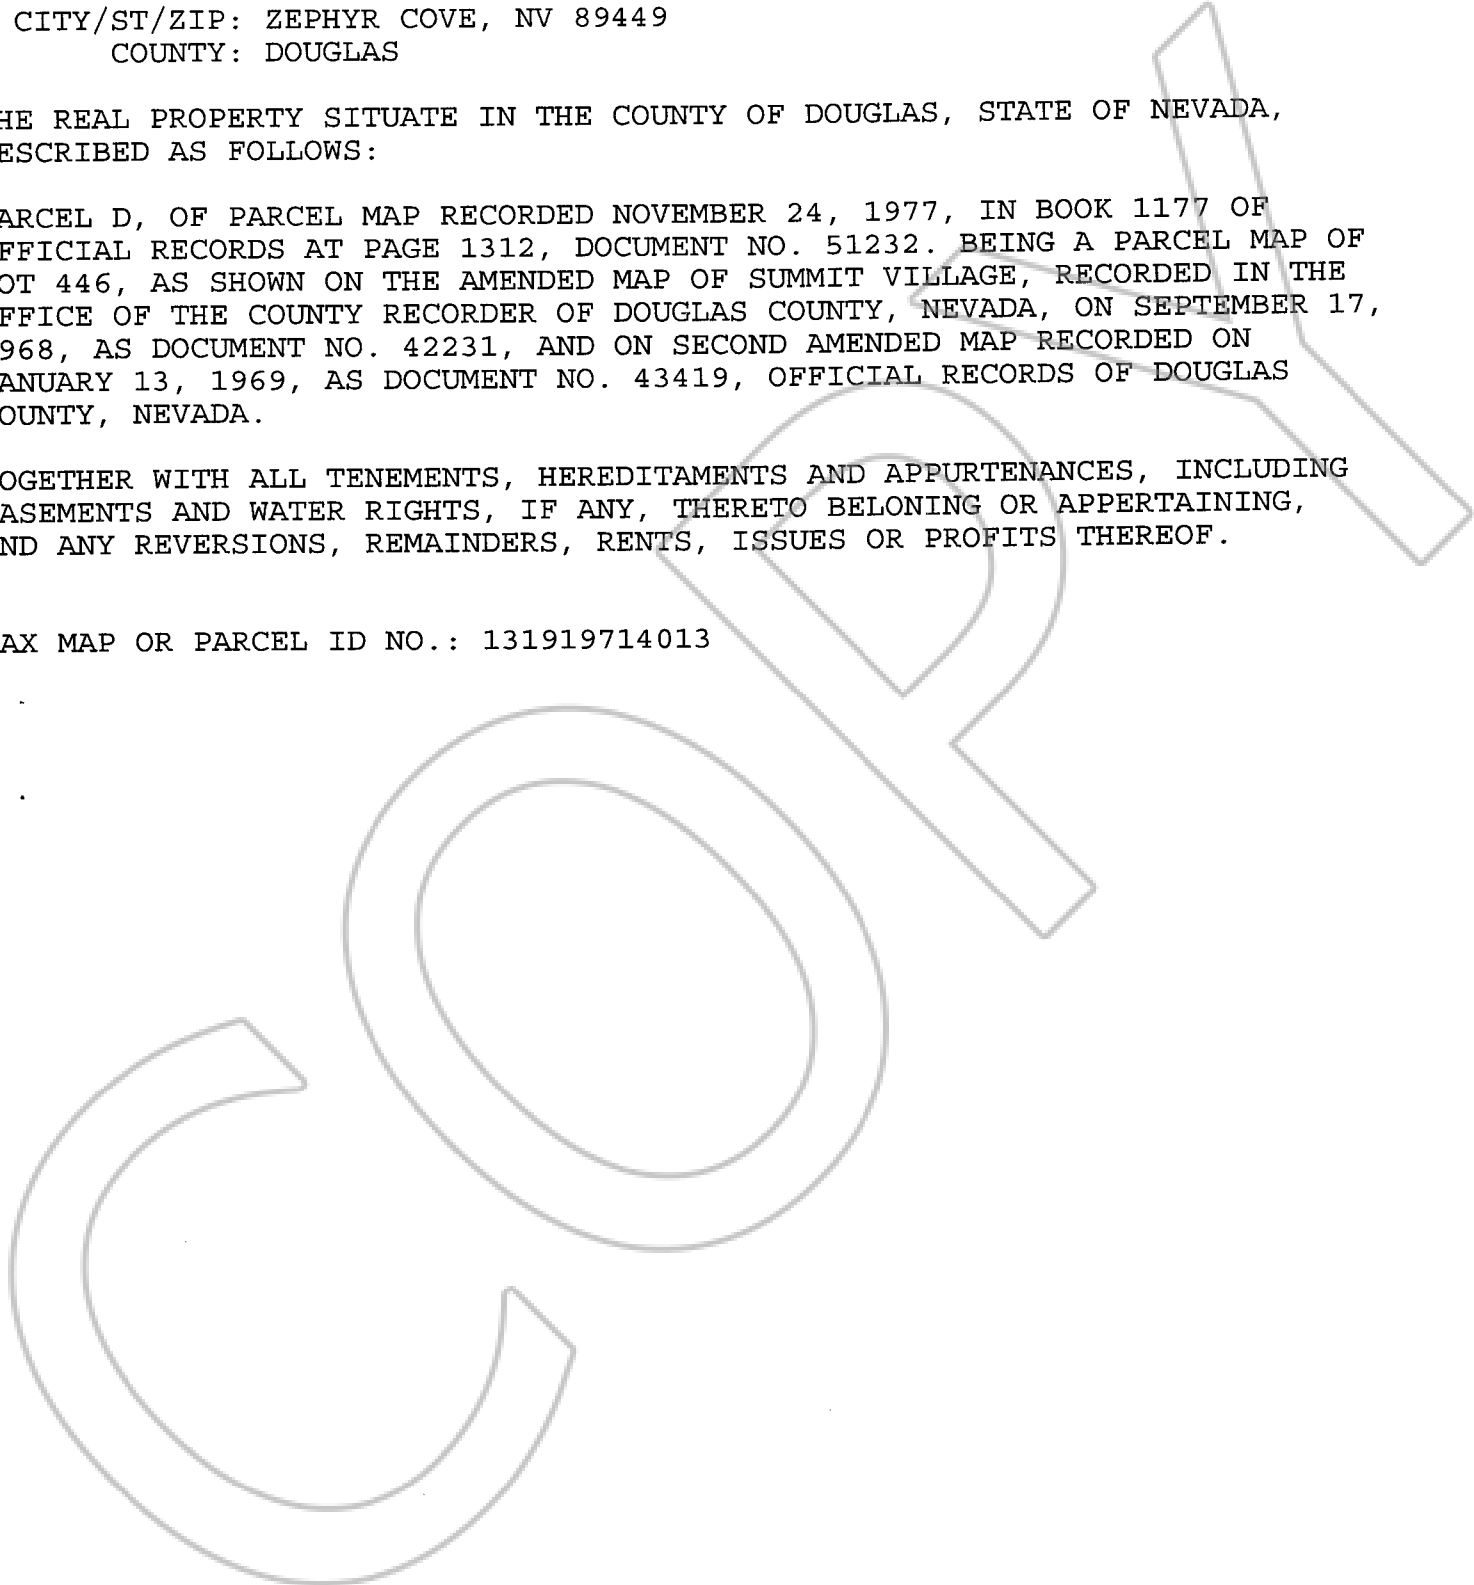 CITY/ST/ZIP: ZEPHYR COVE, NV 89449
COUNTY: DOUGLAS
HE REAL PROPERTY SITUATE IN THE COUNTY OF DOUGLAS, STATE OF NEVADA,
ESCRIBED AS FOLLOWS:
ARCEL D, OF PARCEL MAP RECORDED NOVEMBER 24, 1977, IN BOOK 1177 OF
FFICIAL RECORDS AT PAGE 1312, DOCUMENT NO. 51232. BEING A PARCEL MAP OF
OT 446, AS SHOWN ON THE AMENDED MAP OF SUMMIT VILLAGE, RECORDED IN THE
FFICE OF THE COUNTY RECORDER OF DOUGLAS COUNTY, NEVADA, ON SEPTEMBER 17,
968, AS DOCUMENT NO. 42231, AND ON SECOND AMENDED MAP RECORDED ON
ANUARY 13, 1969, AS DOCUMENT NO. 43419, OFFICIAL RECORDS OF DOUGLAS
OUNTY, NEVADA.
OGETHER WITH ALL TENEMENTS, HEREDITAMENTS AND APPURTENANCES, INCLUDING
ASEMENTS AND WATER RIGHTS, IF ANY, THERETO BELONING OR APPERTAINING,
ND ANY REVERSIONS, REMAINDERS, RENTS, ISSUES OR PROFITS THEREOF.
AX MAP OR PARCEL ID NO.: 131919714013
COPY